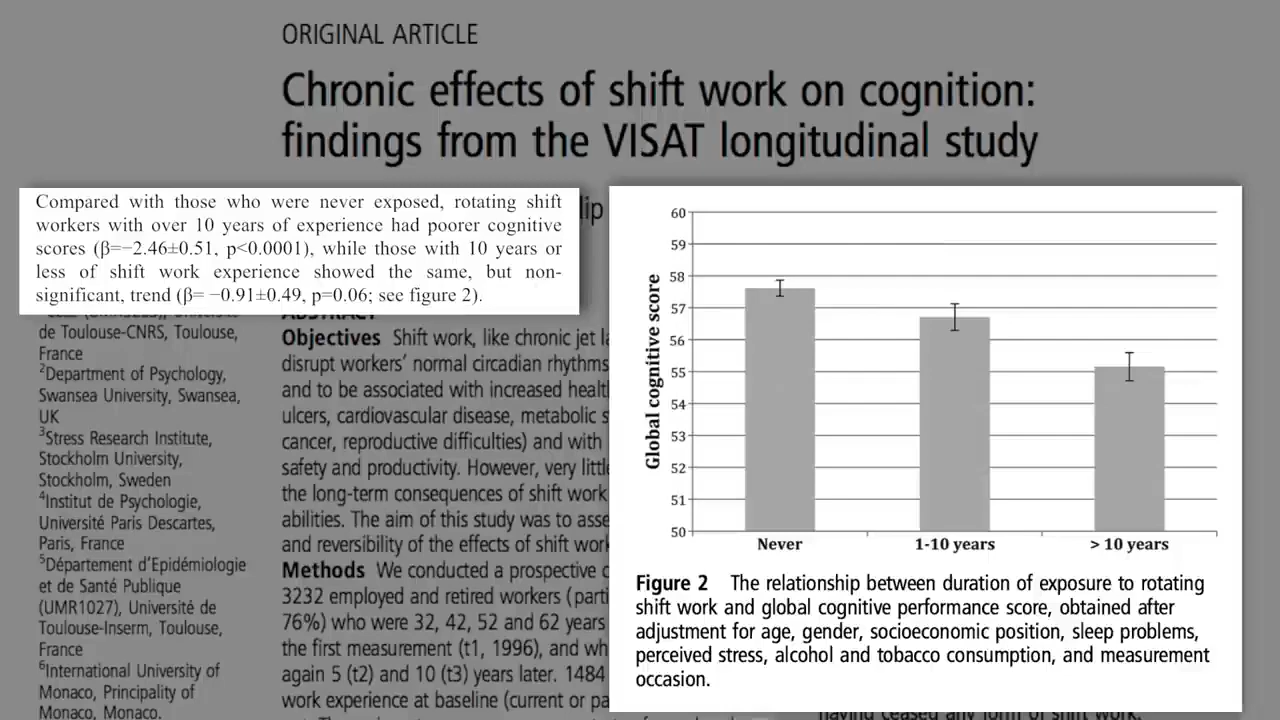 ORIGINAL ARTICLE
Chronic effects of shift work on cognition:
findings from the VISAT longitudinal study
Compared with those who were never exposed, rotating shift
workers with over 10 years of experience had poorer cognitive
scores (β=−2.46±0.51, p<0.0001), while those with 10 years or
less of shift work experience showed the same, but non-
significant, trend (β= −0.91±0.49, p=0.06; see figure 2).
de Toulouse-CNRS, Toulouse,
France
2Department of Psychology,
Swansea University, Swansea,
UK
3Stress Research Institute,
Stockholm University,
Stockholm, Sweden
4Institut de Psychologie,
Université Paris Descartes,
Paris, France
5Département d'Epidémiologie
et de Santé Publique
(UMR1027), Université de
Toulouse-Inserm, Toulouse,
France
6International University of
Monaco, Principality of
Monaco, Monaco.
ABSTRACT
Objectives Shift work, like chronic jet
disrupt workers' normal circadian rhythms
and to be associated with increased
ulcers, cardiovascular disease, metabolic
cancer, reproductive difficulties) and with
safety and productivity. However, very
the long-term consequences of shift work
abilities. The aim of this study was to
and reversibility of the effects of shift
Methods We conducted a prospective
3232 employed and retired workers
76%) who were 32, 42, 52 and 62 years
the first measurement (t1, 1996), and
again 5 (t2) and 10 (t3) years later. 1484
work experience at baseline (current or
Global cognitive score
60
59
58
57
56
55
54
53
52
51
50
Never 1-10 years > 10 years
Figure 2 The relationship between duration of exposure to rotating
shift work and global cognitive performance score, obtained after
adjustment for age, gender, socioeconomic position, sleep problems,
perceived stress, alcohol and tobacco consumption, and measurement
occasion.
having ceased any form of shift work.